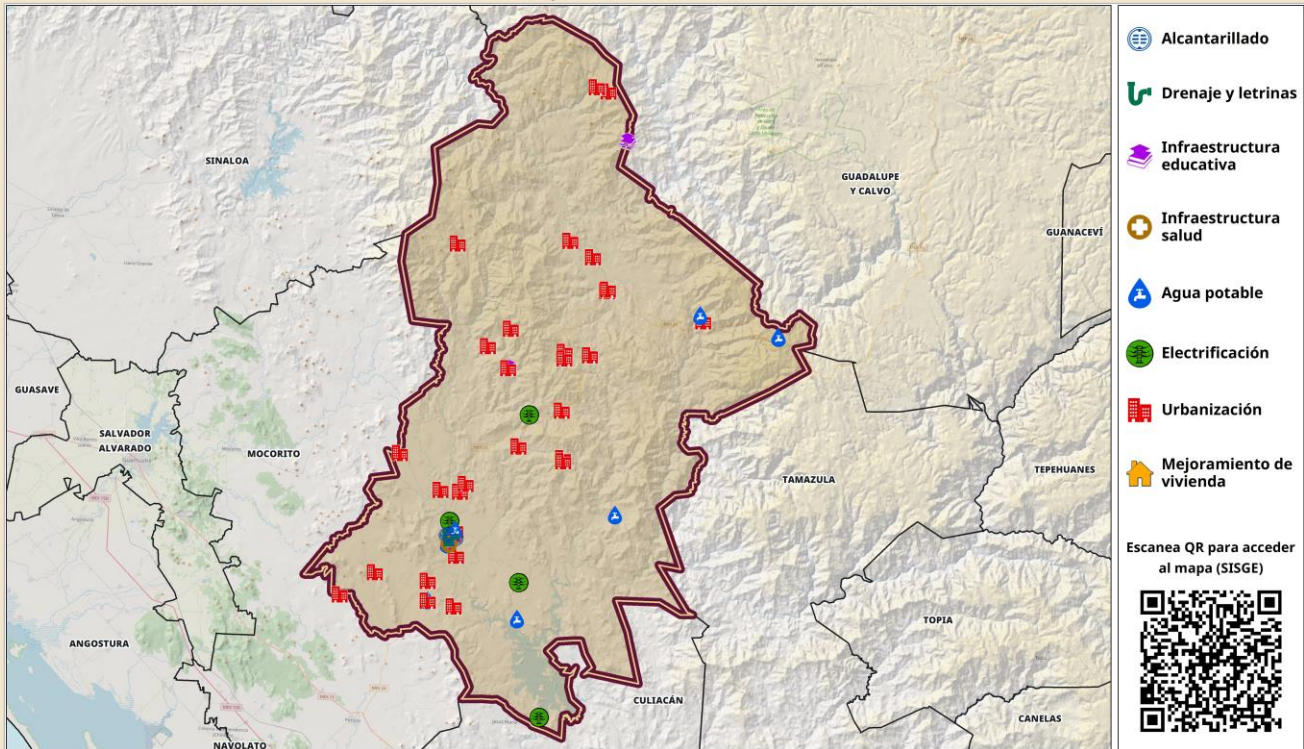 SINALOA
GUADALUPE
Y CALVO
GUANACEVÍ
GUASAVE
SALVADOR
ALVARADO
MOCORITO
TEPEHUANES
TAMAZULA
TOPIA
ANGOSTURA
CULIACÁN
CANELAS
NAVOLATO
Alcantarillado
Drenaje y letrinas
Infraestructura
educativa
Infraestructura
salud
Agua potable
Electrificación
Urbanización
Mejoramiento de
vivienda
Escanea QR para acceder
al mapa (SISGE)